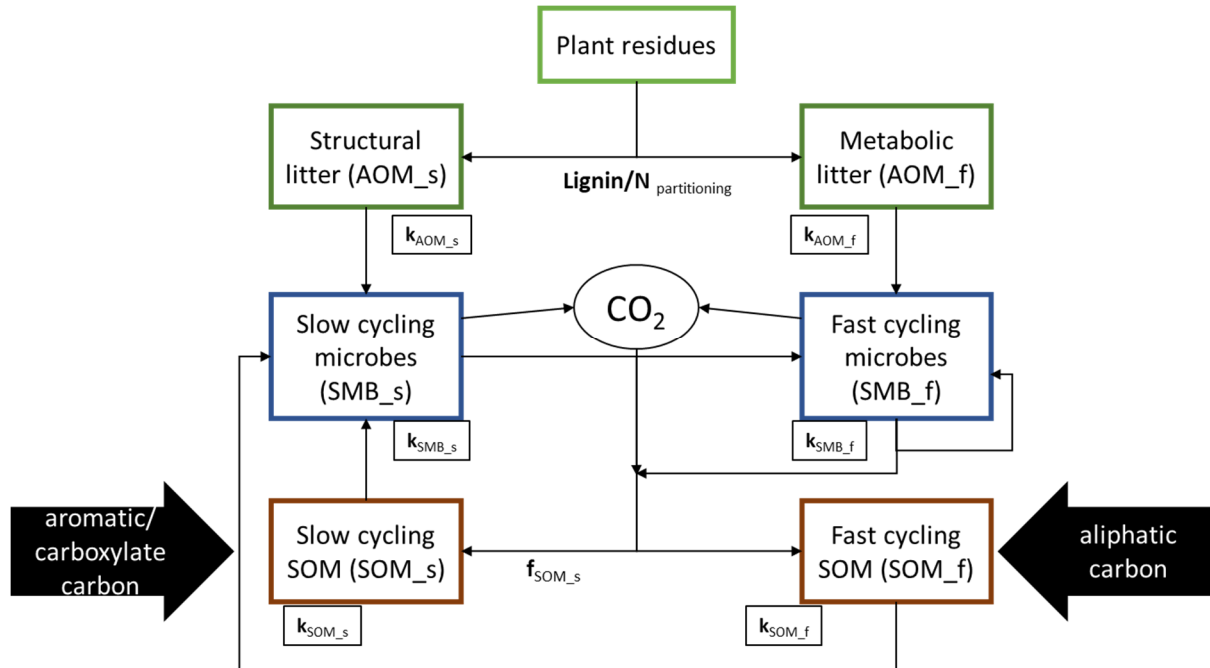 Plant residues
Structural
litter (AOM_s)
Metabolic
litter (AOM_f)
Lignin/N partitioning
kAOM_s
kAOM_f
CO2
Slow cycling
microbes
(SMB_s)
Fast cycling
microbes
(SMB_f)
kSMB_s
kSMB_f
aromatic/
carboxylate
carbon
Slow cycling
SOM (SOM_s)
Fast cycling
SOM (SOM_f)
aliphatic
carbon
fSOM_s
kSOM_s
kSOM_f